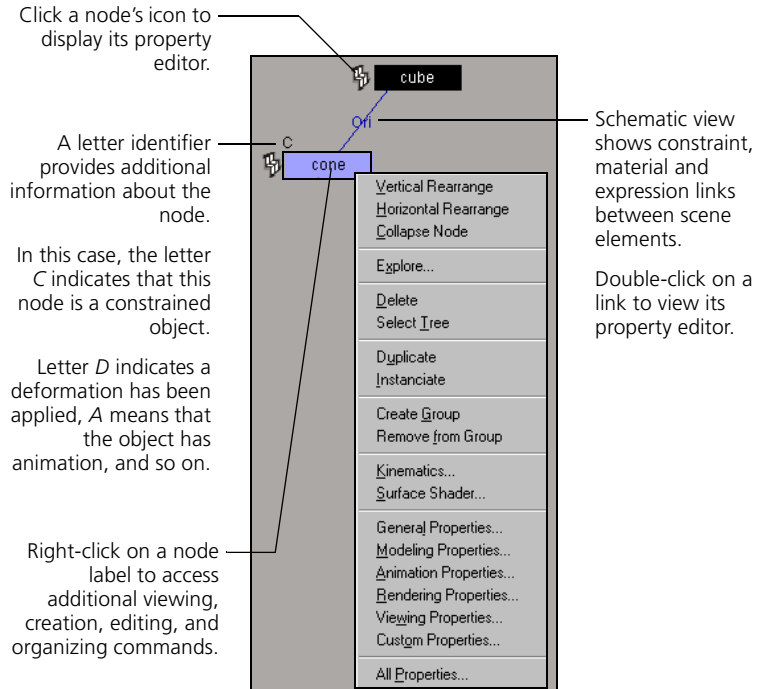 Click a node's icon to
display its property
editor.
cube
Ori
Schematic view
shows constraint,
material and
expression links
between scene
elements.
Double-click on a
link to view its
property editor.
A letter identifier
provides additional
information about the
node.
In this case, the letter
C indicates that this
node is a constrained
object.
Letter D indicates a
deformation has been
applied, A means that
the object has
animation, and so on.
Right-click on a node
label to access
additional viewing,
creation, editing, and
organizing commands.
C
cone
Vertical Rearrange
Horizontal Rearrange
Collapse Node
Explore...
Delete
Select Tree
Duplicate
Instanciate
Create Group
Remove from Group
Kinematics...
Surface Shader...
General Properties...
Modeling Properties...
Animation Properties...
Rendering Properties...
Viewing Properties...
Custom Properties...
All Properties...